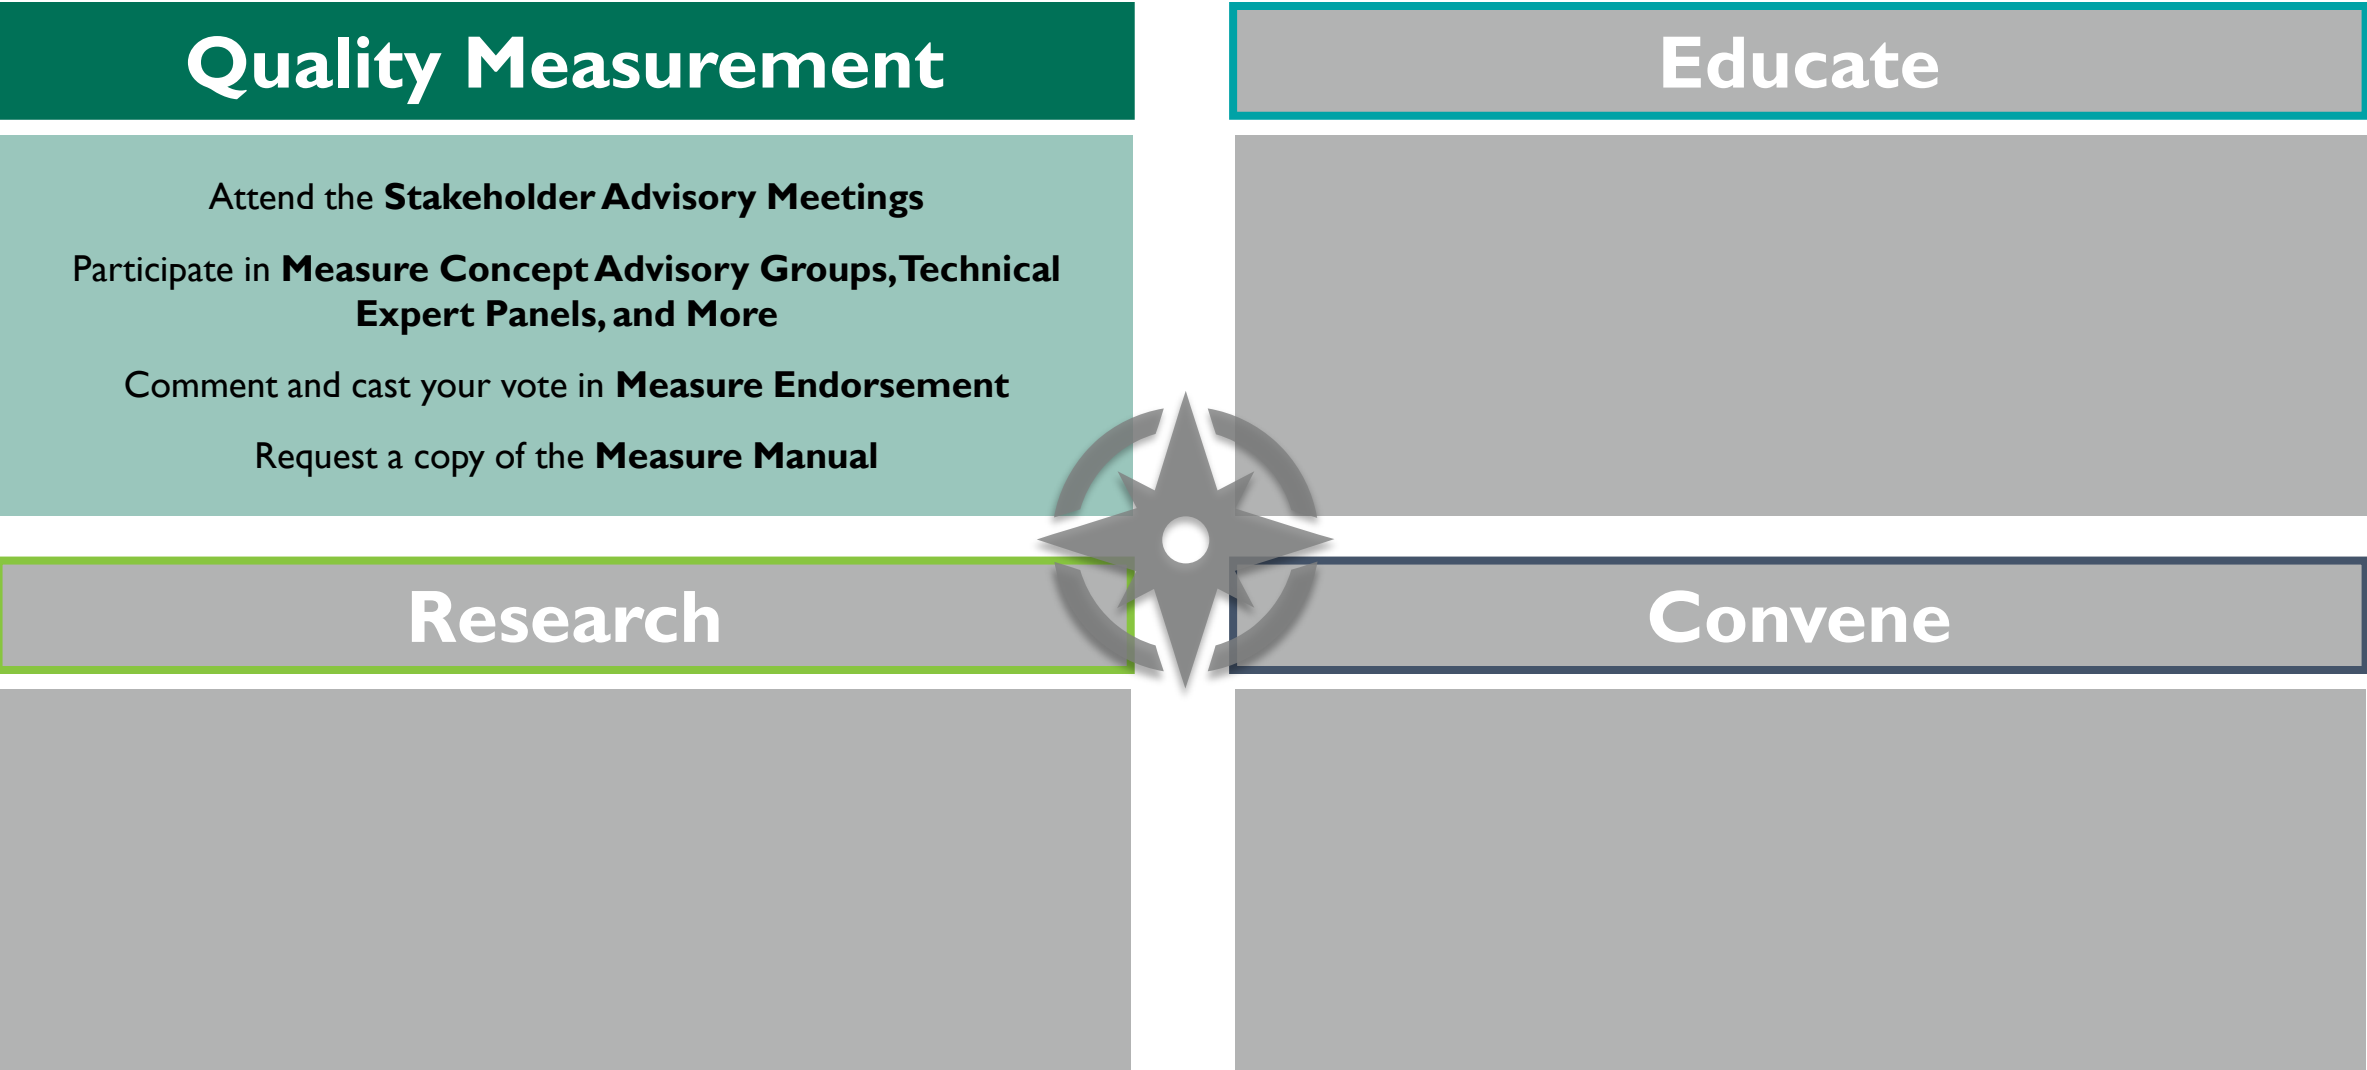 Quality Measurement
Educate
Attend the Stakeholder Advisory Meetings
Participate in Measure Concept Advisory Groups, Technical
Expert Panels, and More
Comment and cast your vote in Measure Endorsement
Request a copy of the Measure Manual
Research
Convene